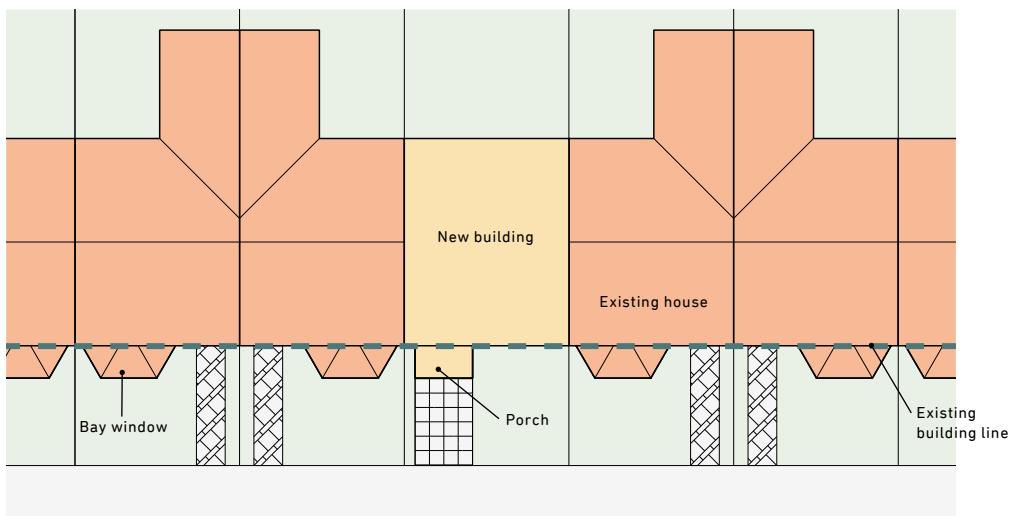 New building
Existing house
Bay window
Porch
Existing
building line